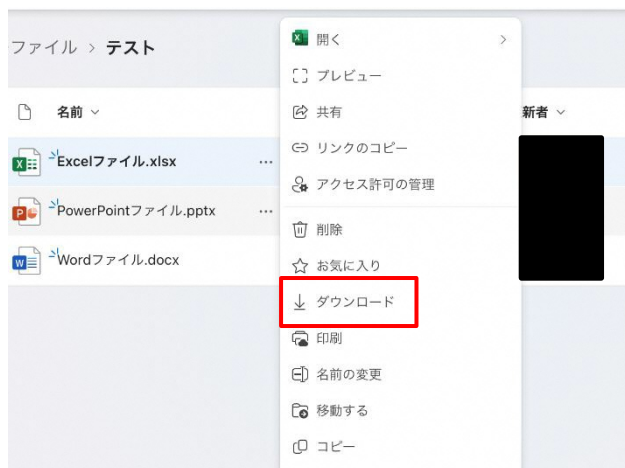 ファイル > テスト
名前
新者
Excelファイル.xlsx
PowerPointファイル.pptx
Wordファイル.docx
開く
プレビュー
共有
リンクのコピー
アクセス許可の管理
削除
お気に入り
ダウンロード
印刷
名前の変更
移動する
コピー